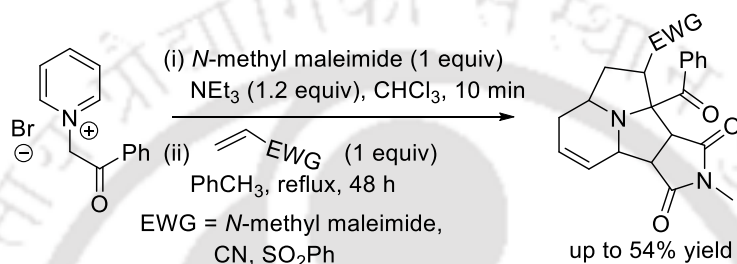 (i) N-methyl maleimide (1 equiv)
NEt3 (1.2 equiv), CHCl3, 10 min
(ii) EWG (1 equiv)
PhCH3, reflux, 48 h
EWG = N-methyl maleimide,
CN, SO2Ph
Br
⊖
N
⊕
Ph
O
EWG
Ph
O
N
O
N
O
up to 54% yield